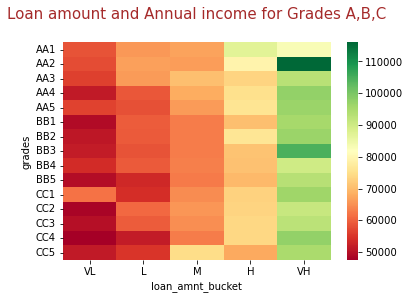 Loan amount and Annual income for Grades A,B,C
AA1
AA2
AA3
AA4
AA5
BB1
BB2
BB3
BB4
BB5
CC1
CC2
CC3
CC4
CC5
grades
VL L M H VH
loan_amnt_bucket
110000
100000
90000
80000
70000
60000
50000